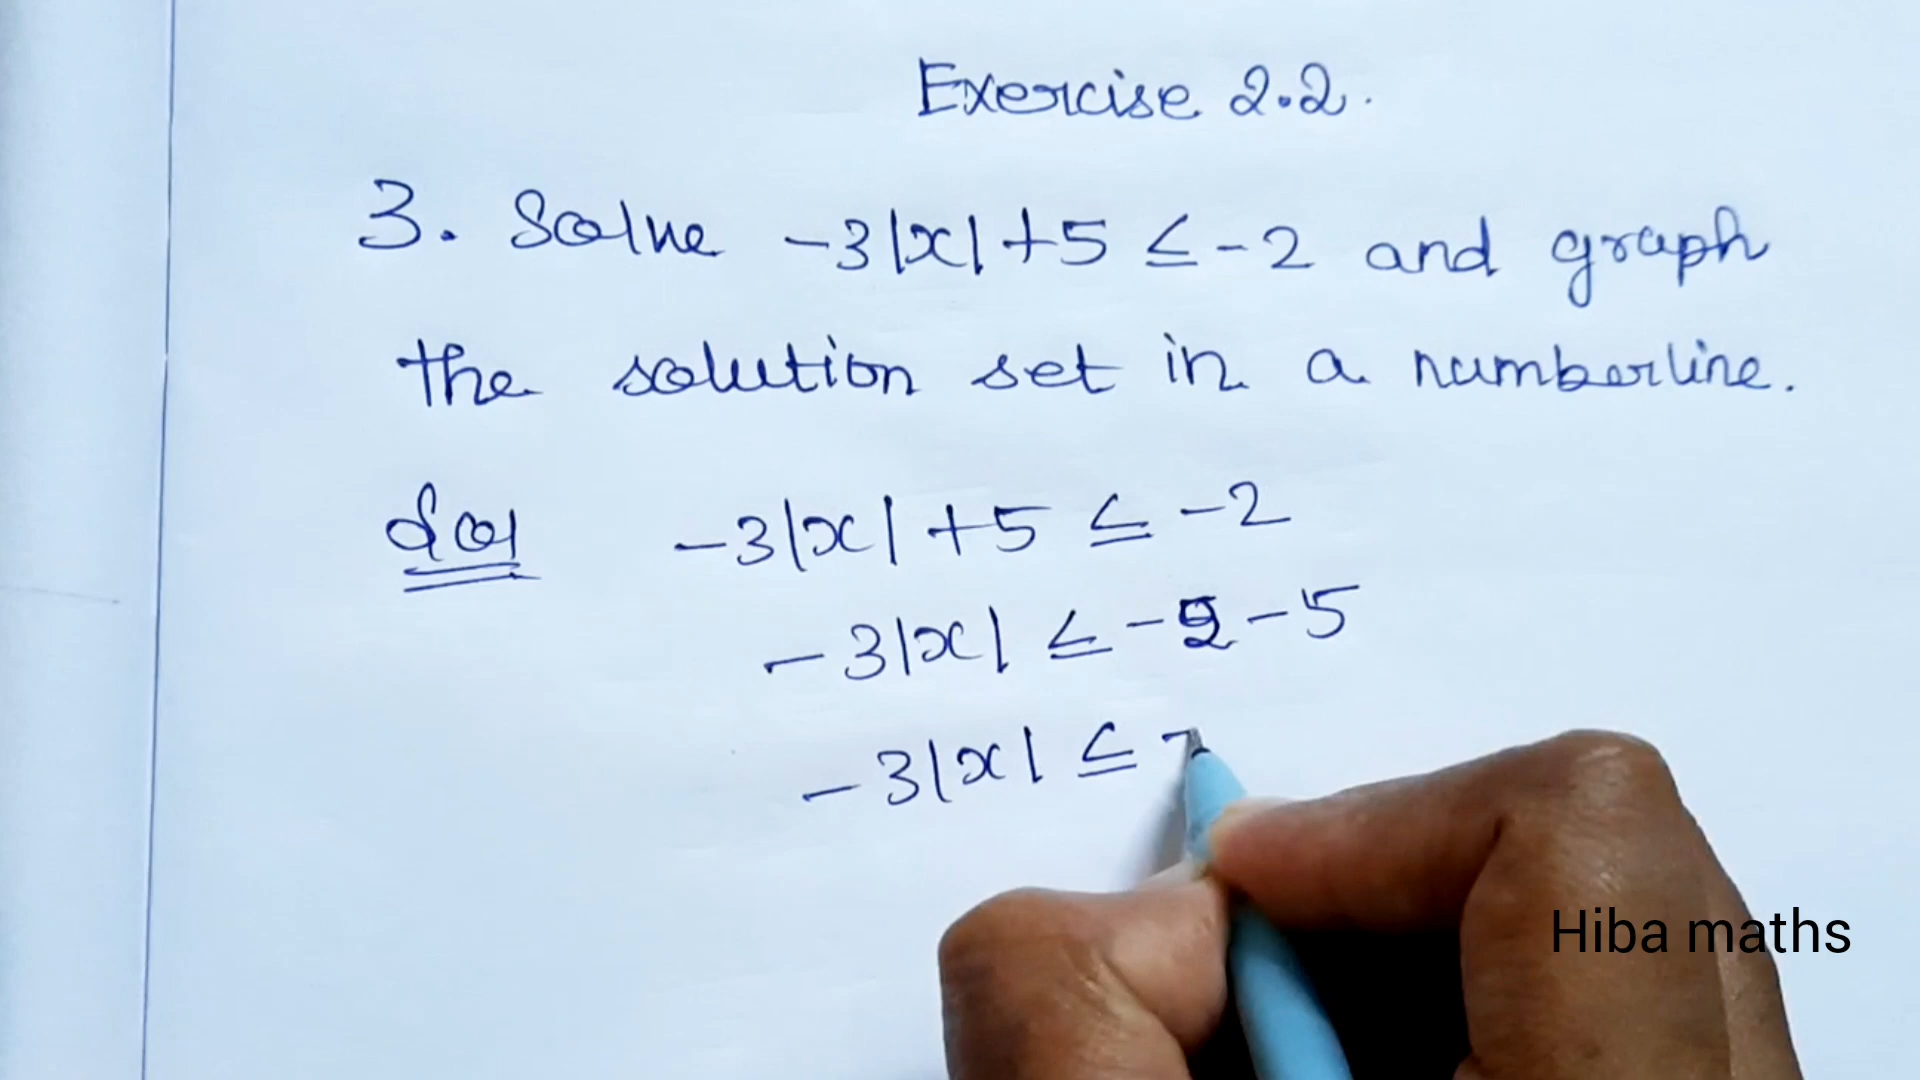 Exercise 2.2.
3. Solve -3|x|+5 ≤ -2 and graph
the solution set in a numberline.
Sol -3|x| +5 ≤ -2
-3|x| ≤ -2 -5
-3|x| ≤ -
Hiba maths